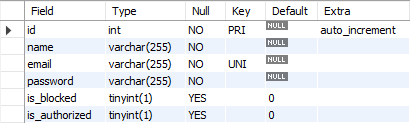 Field Type Null Key Default Extra
id int NO PRI NULL auto_increment
name varchar(255) NO NULL
email varchar(255) NO UNI NULL
password varchar(255) NO NULL
is_blocked tinyint(1) YES 0
is_authorized tinyint(1) YES 0